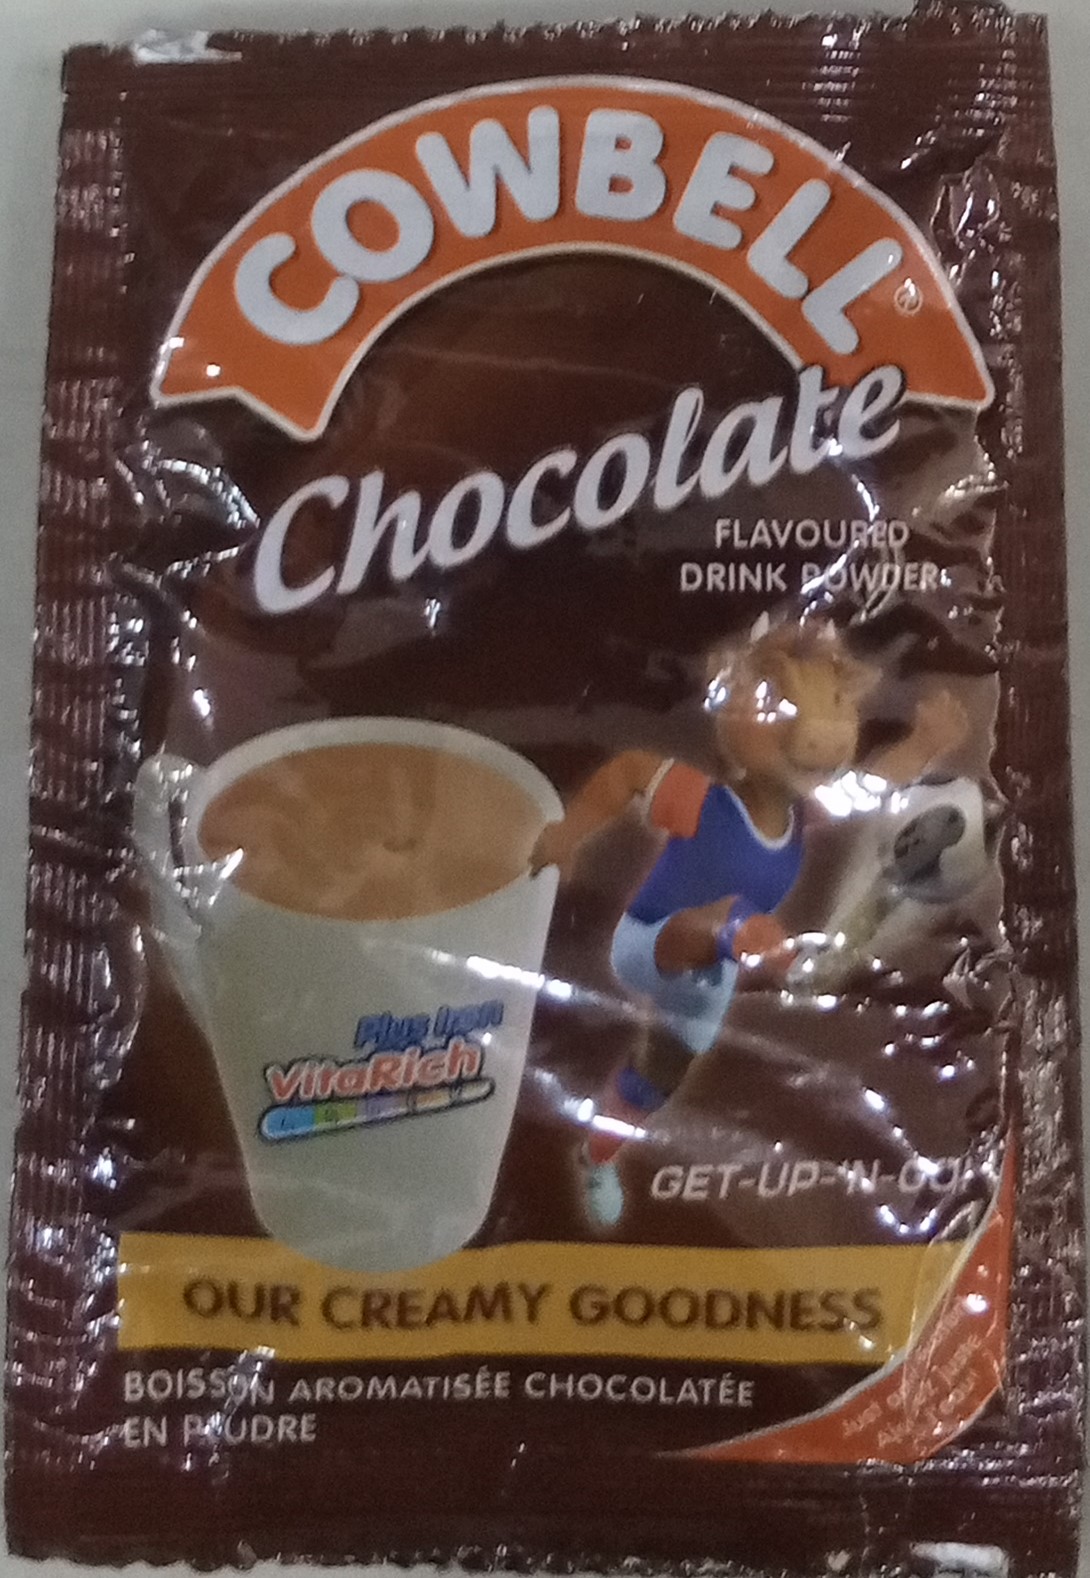 COWBELL®
Chocolate
FLAVOURED
DRINK POWDER
Plus Iron
VitaRich
GET-UP-'N-GO!
OUR CREAMY GOODNESS
BOISSON AROMATISÉE CHOCOLATÉE
EN POUDRE
Just